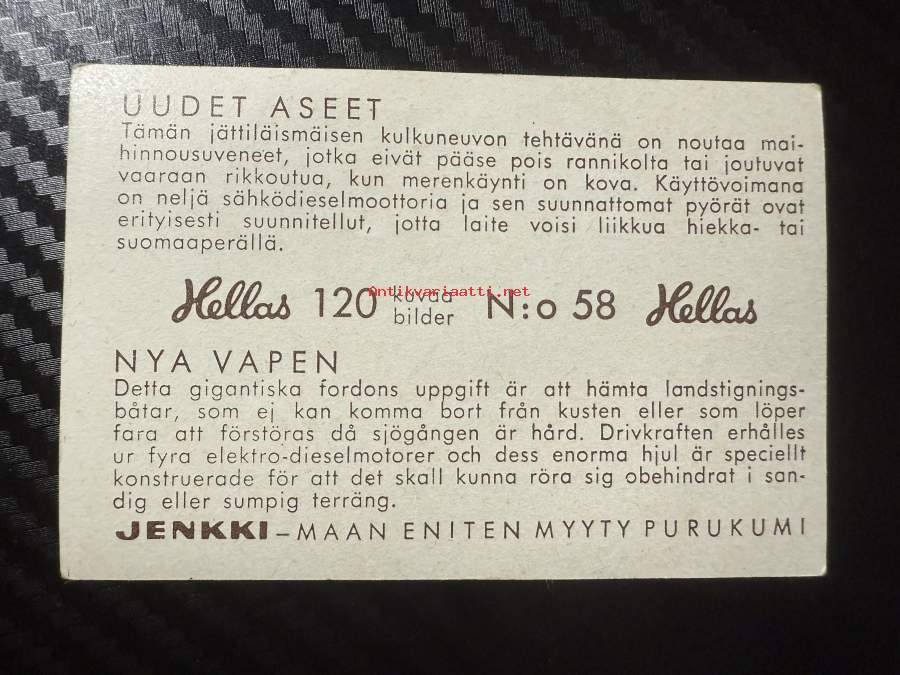 UUDET ASEET
Tämän jättiläismäisen kulkuneuvon tehtävänä on noutaa mai-
hinnousuveneet, jotka eivät pääse pois rannikolta tai joutuvat
vaaraan rikkoutua, kun merenkäynti on kova. Käyttövoimana
on neljä sähködieselmoottoria ja sen suunnattomat pyörät ovat
erityisesti suunnitellut, jotta laite voisi liikkua hiekka- tai
suomaaperällä.
Hellas 120 kuvaa N:o 58 Hellas
bilder
Antikvariaatti.net
NYA VAPEN
Detta gigantiska fordons uppgift är att hämta landstignings-
båtar, som ej kan komma bort från kusten eller som löper
fara att förstöras då sjögången är hård. Drivkraften erhålles
ur fyra elektro-dieselmotorer och dess enorma hjul är speciellt
konstruerade för att det skall kunna röra sig obehindrat i san-
dig eller sumpig terräng.
JENKKI – MAAN ENITEN MYYTY PURUKUMI